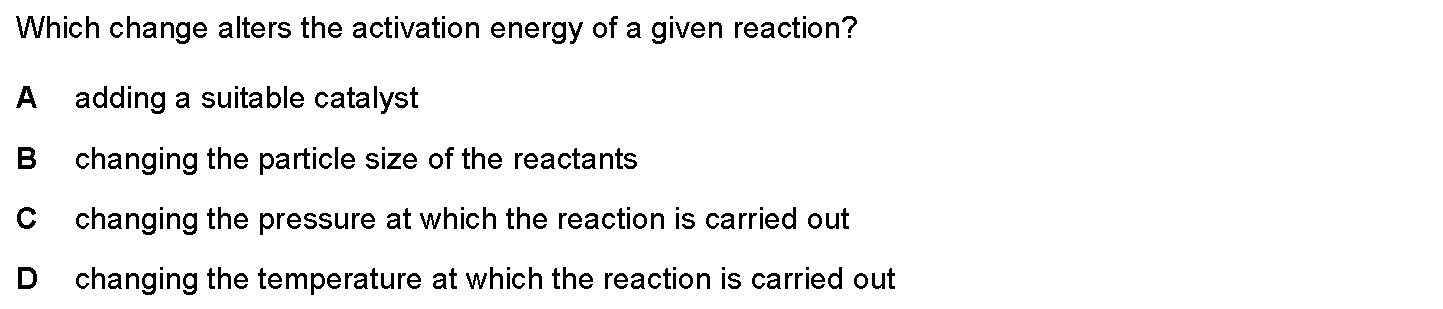 Which change alters the activation energy of a given reaction?
A adding a suitable catalyst
B changing the particle size of the reactants
C changing the pressure at which the reaction is carried out
D changing the temperature at which the reaction is carried out